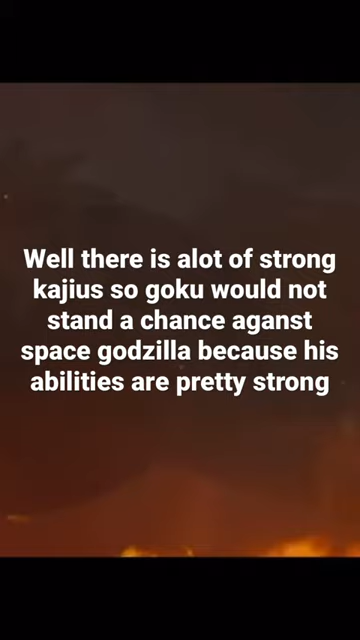 Well there is alot of strong
kajius so goku would not
stand a chance aganst
space godzilla because his
abilities are pretty strong